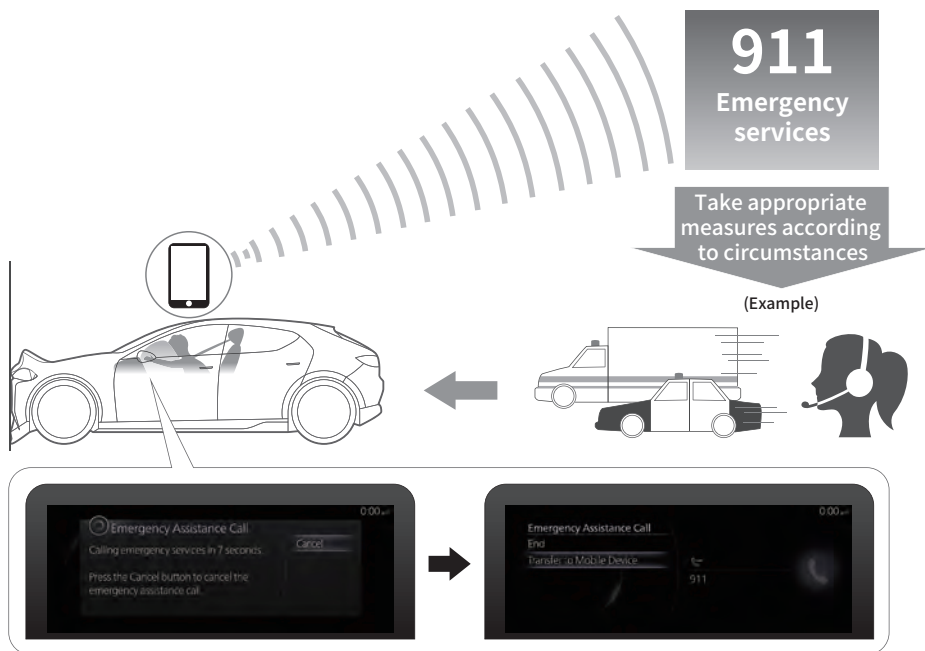 911
Emergency
services
Take appropriate
measures according
to circumstances
(Example)
0:00 am
Emergency Assistance Call
Calling emergency services in 7 seconds.
Cancel
Press the Cancel button to cancel the
emergency assistance call.
0:00 am
Emergency Assistance Call
End
Transfer to Mobile Device
911